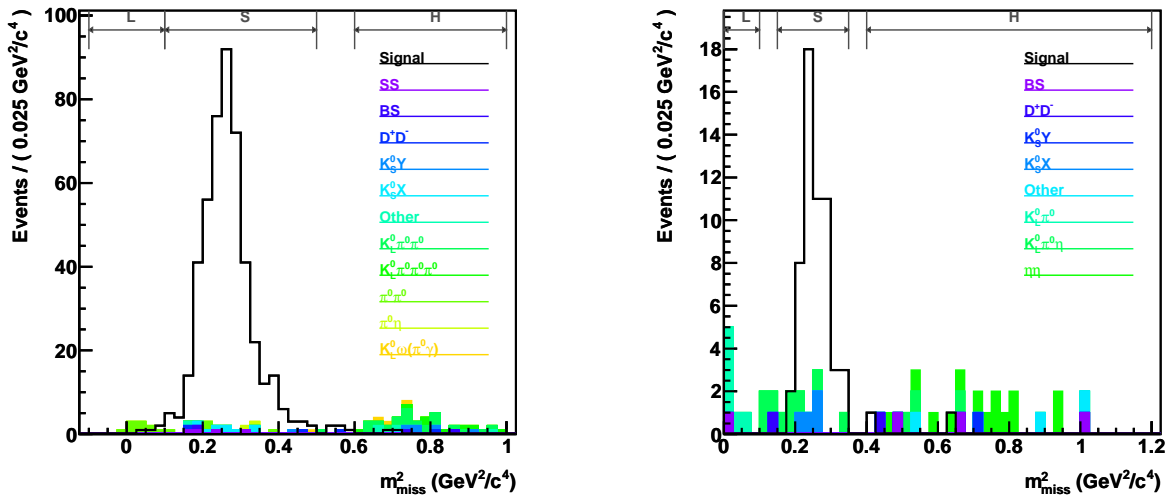 L S H
Events / ( 0.025 GeV²/c⁴)
100
80
60
40
20
0
Signal
SS
BS
D⁺D⁻
K⁰_S Y
K⁰_S X
Other
K⁰_L π⁰π⁰
K⁰_L π⁰π⁰π⁰
π⁰π⁰
π⁰η
K⁰_L ω(π⁰γ)
0 0.2 0.4 0.6 0.8 1
m²_miss (GeV²/c⁴)
L S H
Events / ( 0.025 GeV²/c⁴)
18
16
14
12
10
8
6
4
2
0
Signal
BS
D⁺D⁻
K⁰_S Y
K⁰_S X
Other
K⁰_L π⁰
K⁰_L π⁰η
ηη
0 0.2 0.4 0.6 0.8 1 1.2
m²_miss (GeV²/c⁴)